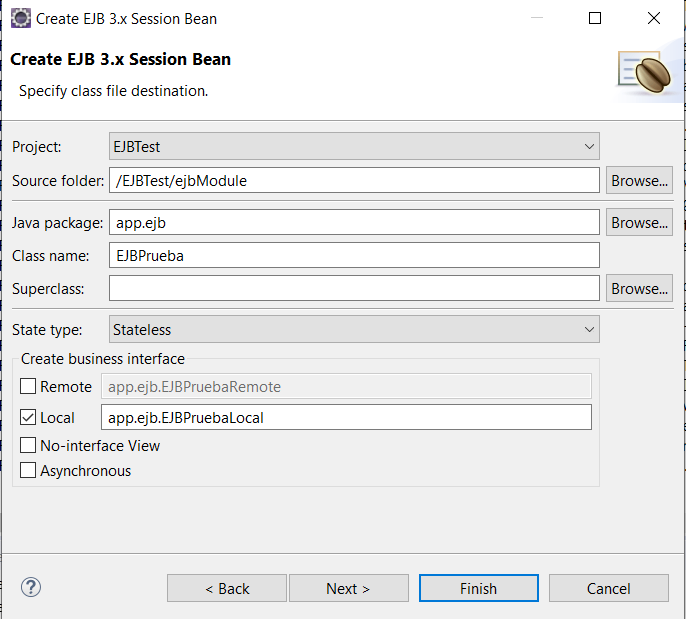 Create EJB 3.x Session Bean
Create EJB 3.x Session Bean
Specify class file destination.
Project: EJBTest
Source folder: /EJBTest/ejbModule Browse...
Java package: app.ejb Browse...
Class name: EJBPrueba
Superclass: Browse...
State type: Stateless
Create business interface
Remote app.ejb.EJBPruebaRemote
Local app.ejb.EJBPruebaLocal
No-interface View
Asynchronous
? < Back Next > Finish Cancel